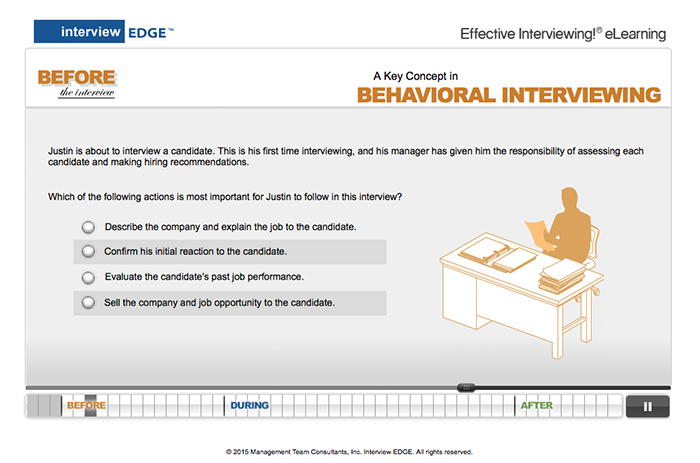 interview EDGE™
Effective Interviewing!® eLearning
BEFORE
the interview
A Key Concept in
BEHAVIORAL INTERVIEWING
Justin is about to interview a candidate. This is his first time interviewing, and his manager has given him the responsibility of assessing each
candidate and making hiring recommendations.
Which of the following actions is most important for Justin to follow in this interview?
Describe the company and explain the job to the candidate.
Confirm his initial reaction to the candidate.
Evaluate the candidate's past job performance.
Sell the company and job opportunity to the candidate.
BEFORE
DURING
AFTER
© 2015 Management Team Consultants, Inc. Interview EDGE. All rights reserved.